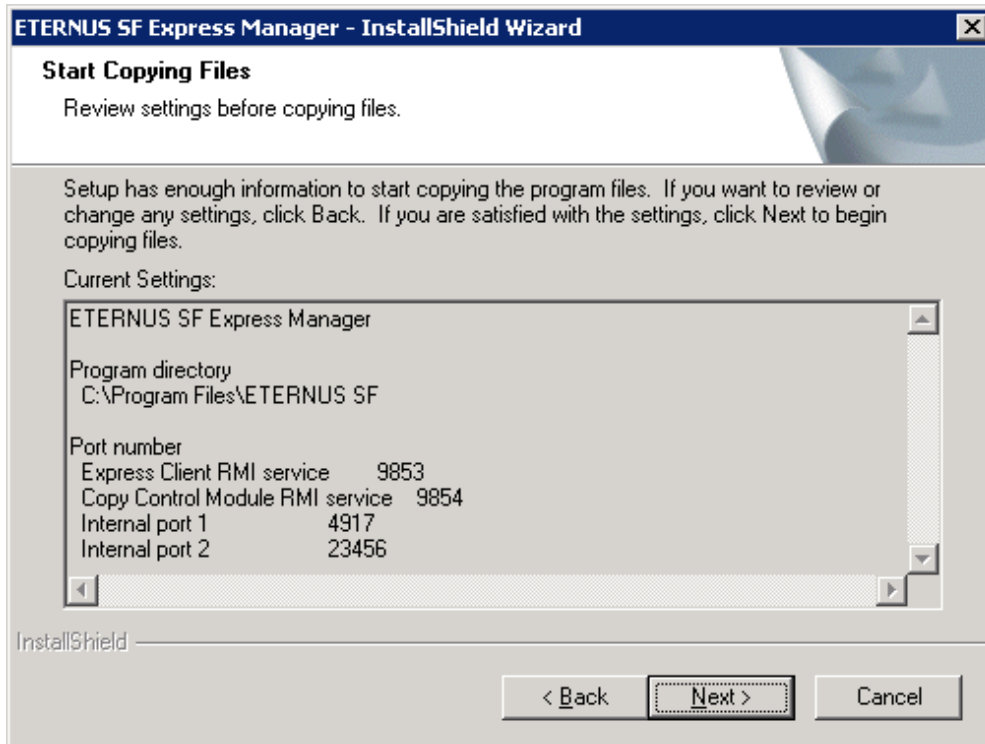 ETERNUS SF Express Manager - InstallShield Wizard
Start Copying Files
Review settings before copying files.
Setup has enough information to start copying the program files.  If you want to review or
change any settings, click Back.  If you are satisfied with the settings, click Next to begin
copying files.
Current Settings:
ETERNUS SF Express Manager
Program directory
C:\Program Files\ETERNUS SF
Port number
Express Client RMI service 9853
Copy Control Module RMI service 9854
Internal port 1 4917
Internal port 2 23456
InstallShield
< Back Next > Cancel